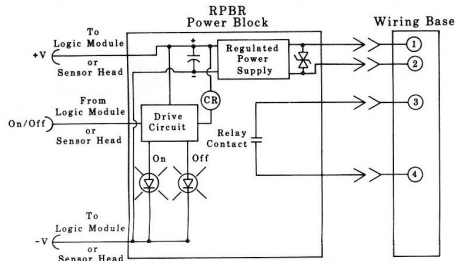 RPBR
Power Block
Wiring Base
To
Logic Module
or
Sensor Head
+V
Regulated
Power
Supply
+
−
CR
1
2
3
4
From
Logic Module
or
Sensor Head
On/Off
Drive
Circuit
Relay
Contact
On
Off
To
Logic Module
or
Sensor Head
-V